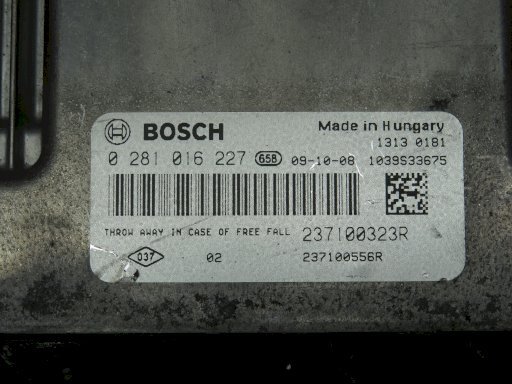 BOSCH Made in Hungary
1313 0181
0 281 016 227 658 09-10-08 1039S33675
THROW AWAY IN CASE OF FREE FALL 237100323R
037 02 237100556R